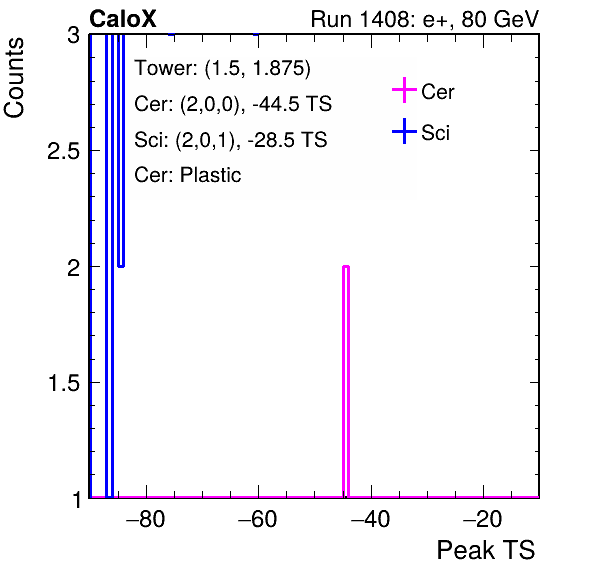 CaloX Run 1408: e+, 80 GeV
Counts
3
2.5
2
1.5
1
Tower: (1.5, 1.875)
Cer: (2,0,0), -44.5 TS
Sci: (2,0,1), -28.5 TS
Cer: Plastic
Cer
Sci
−80 −60 −40 −20
Peak TS